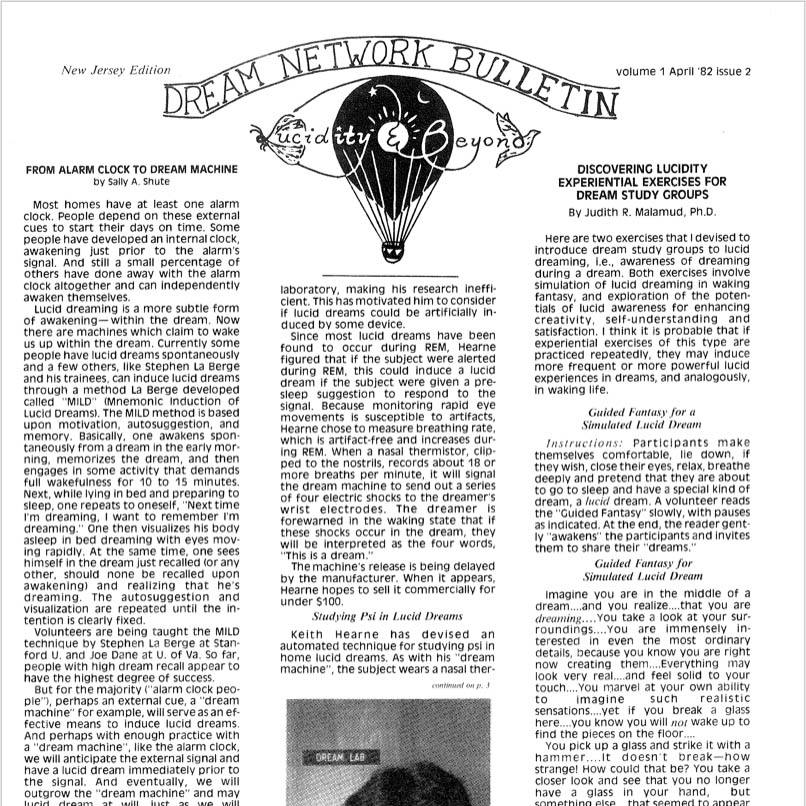 New Jersey Edition
DREAM NETWORK BULLETIN
volume 1 April '82 issue 2
Lucidity & Beyond
FROM ALARM CLOCK TO DREAM MACHINE
by Sally A. Shute
Most homes have at least one alarm
clock. People depend on these external
cues to start their days on time. Some
people have developed an internal clock,
awakening just prior to the alarm's
signal. And still a small percentage of
others have done away with the alarm
clock altogether and can independently
awaken themselves.
Lucid dreaming is a more subtle form
of awakening—within the dream. Now
there are machines which claim to wake
us up within the dream. Currently some
people have lucid dreams spontaneously
and a few others, like Stephen La Berge
and his trainees, can induce lucid dreams
through a method La Berge developed
called "MILD" (Mnemonic Induction of
Lucid Dreams). The MILD method is based
upon motivation, autosuggestion, and
memory. Basically, one awakens spon-
taneously from a dream in the early mor-
ning, memorizes the dream, and then
engages in some activity that demands
full wakefulness for 10 to 15 minutes.
Next, while lying in bed and preparing to
sleep, one repeats to oneself, "Next time
I'm dreaming, I want to remember I'm
dreaming." One then visualizes his body
asleep in bed dreaming with eyes mov-
ing rapidly. At the same time, one sees
himself in the dream just recalled (or any
other, should none be recalled upon
awakening) and realizing that he's
dreaming. The autosuggestion and
visualization are repeated until the in-
tention is clearly fixed.
Volunteers are being taught the MILD
technique by Stephen La Berge at Stan-
ford U. and Joe Dane at U. of Va. So far,
people with high dream recall appear to
have the highest degree of success.
But for the majority ("alarm clock peo-
ple"), perhaps an external cue, a "dream
machine" for example, will serve as an ef-
fective means to induce lucid dreams.
And perhaps with enough practice with
a "dream machine", like the alarm clock,
we will anticipate the external signal and
have a lucid dream immediately prior to
the signal. And eventually, we will
outgrow the "dream machine" and may
lucid dream at will, just as we will
laboratory, making his research ineffi-
cient. This has motivated him to consider
if lucid dreams could be artificially in-
duced by some device.
Since most lucid dreams have been
found to occur during REM, Hearne
figured that if the subject were alerted
during REM, this could induce a lucid
dream if the subject were given a pre-
sleep suggestion to respond to the
signal. Because monitoring rapid eye
movements is susceptible to artifacts,
Hearne chose to measure breathing rate,
which is artifact-free and increases dur-
ing REM. When a nasal thermistor, clip-
ped to the nostrils, records about 18 or
more breaths per minute, it will signal
the dream machine to send out a series
of four electric shocks to the dreamer's
wrist electrodes. The dreamer is
forewarned in the waking state that if
these shocks occur in the dream, they
will be interpreted as the four words,
"This is a dream."
The machine's release is being delayed
by the manufacturer. When it appears,
Hearne hopes to sell it commercially for
under $100.
Studying Psi in Lucid Dreams
Keith Hearne has devised an
automated technique for studying psi in
home lucid dreams. As with his "dream
machine", the subject wears a nasal ther-
continued on p. 3
DREAM LAB
DISCOVERING LUCIDITY
EXPERIENTIAL EXERCISES FOR
DREAM STUDY GROUPS
By Judith R. Malamud, Ph.D.
Here are two exercises that I devised to
introduce dream study groups to lucid
dreaming, i.e., awareness of dreaming
during a dream. Both exercises involve
simulation of lucid dreaming in waking
fantasy, and exploration of the poten-
tials of lucid awareness for enhancing
creativity, self-understanding and
satisfaction. I think it is probable that if
experiential exercises of this type are
practiced repeatedly, they may induce
more frequent or more powerful lucid
experiences in dreams, and analogously,
in waking life.
Guided Fantasy for a
Simulated Lucid Dream
Instructions: Participants make
themselves comfortable, lie down, if
they wish, close their eyes, relax, breathe
deeply and pretend that they are about
to go to sleep and have a special kind of
dream, a lucid dream. A volunteer reads
the "Guided Fantasy" slowly, with pauses
as indicated. At the end, the reader gent-
ly "awakens" the participants and invites
them to share their "dreams."
Guided Fantasy for
Simulated Lucid Dream
Imagine you are in the middle of a
dream....and you realize....that you are
dreaming....You take a look at your sur-
roundings....You are immensely in-
terested in even the most ordinary
details, because you know you are right
now creating them....Everything may
look very real....and feel solid to your
touch....You marvel at your own ability
to imagine such realistic
sensations....yet if you break a glass
here....you know you will not wake up to
find the pieces on the floor....
You pick up a glass and strike it with a
hammer....It doesn't break—how
strange! How could that be? You take a
closer look and see that you no longer
have a glass in your hand, but
something else that seemed to appear